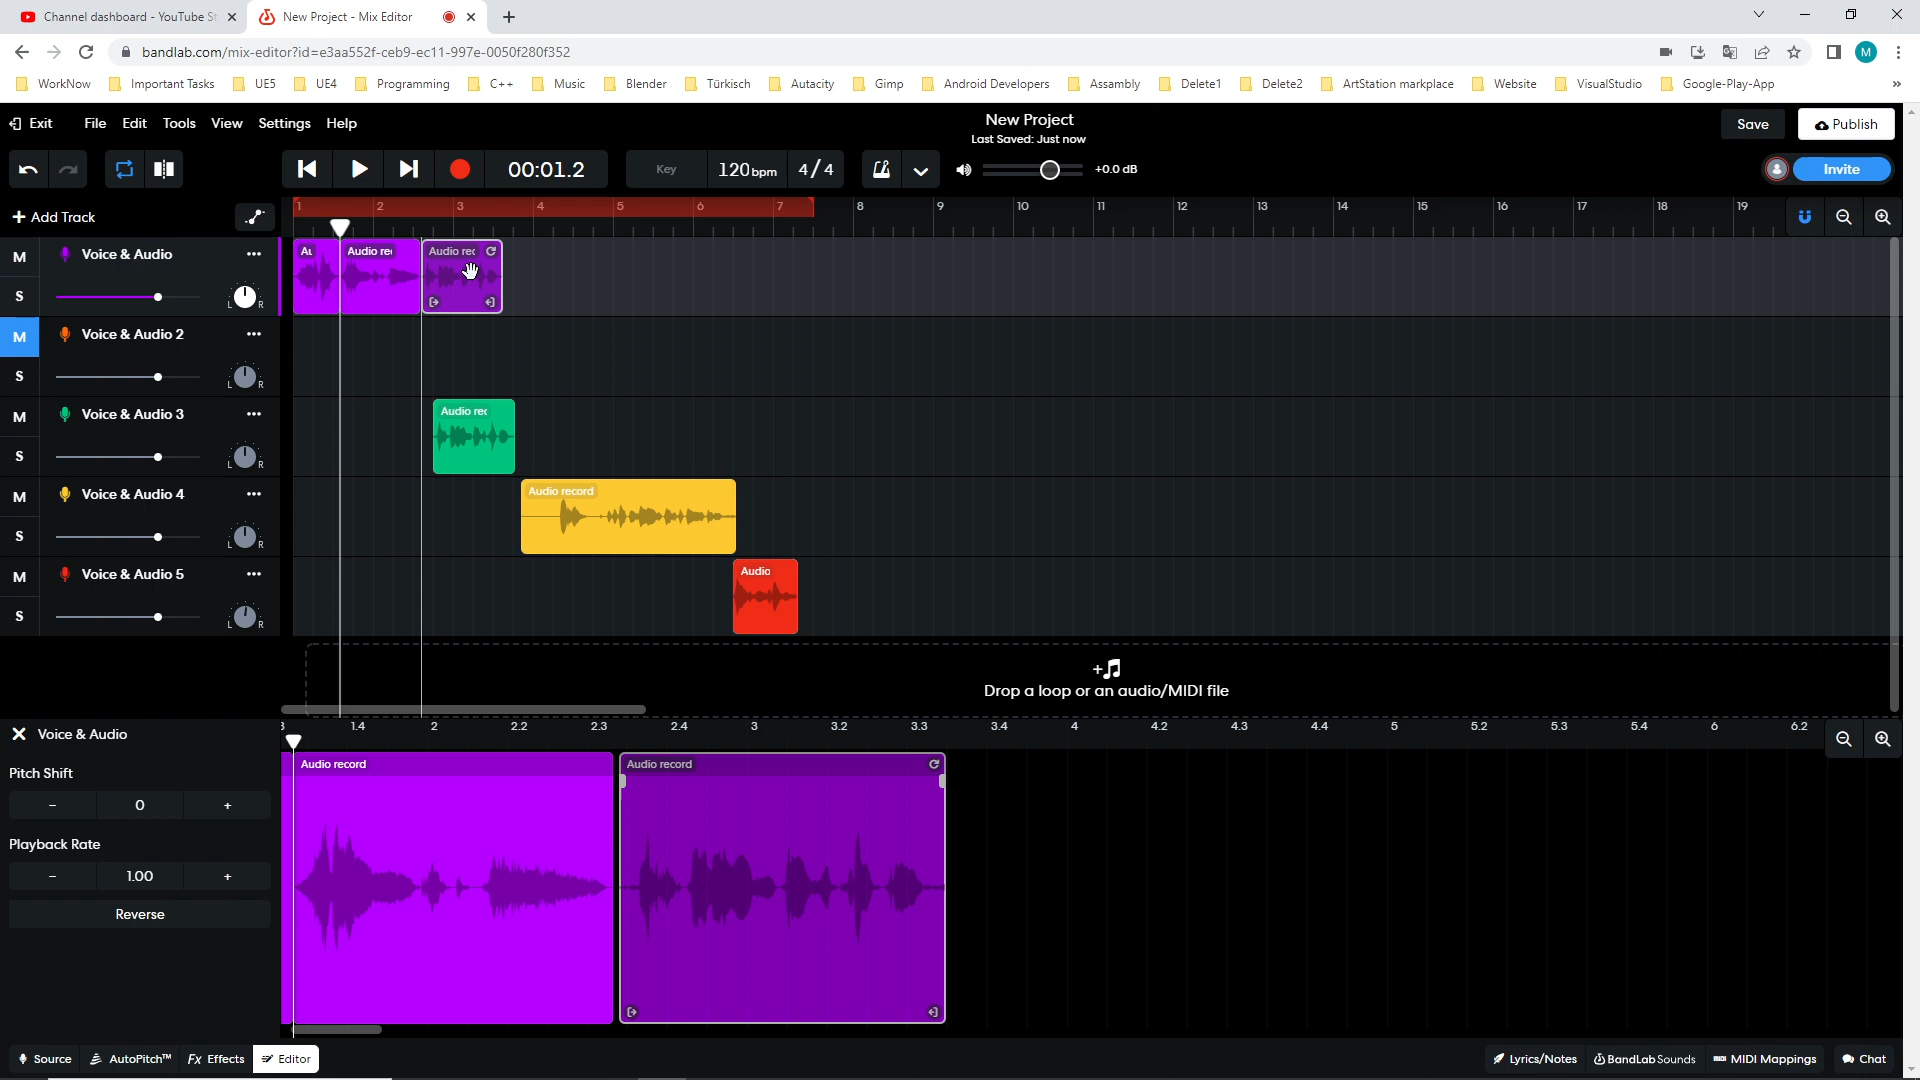 Channel dashboard - YouTube St
New Project - Mix Editor
bandlab.com/mix-editor?id=e3aa552f-ceb9-ec11-997e-0050f280f352
M
WorkNow Important Tasks UE5 UE4 Programming C++ Music Blender Türkisch Autacity Gimp Android Developers Assambly Delete1 Delete2 ArtStation markplace Website VisualStudio Google-Play-App »
Exit File Edit Tools View Settings Help
New Project
Last Saved: Just now
Save Publish
00:01.2 Key 120bpm 4/4 +0.0 dB Invite
+ Add Track
1 2 3 4 5 6 7 8 9 10 11 12 13 14 15 16 17 18 19
M Voice & Audio
S L R
Audio rec
Audio rec
M Voice & Audio 2
S L R
M Voice & Audio 3
S L R
Audio rec
M Voice & Audio 4
S L R
Audio record
M Voice & Audio 5
S L R
Audio
Drop a loop or an audio/MIDI file
Voice & Audio
1.4 2 2.2 2.3 2.4 3 3.2 3.3 3.4 4 4.2 4.3 4.4 5 5.2 5.3 5.4 6 6.2
Audio record
Audio record
Pitch Shift
- 0 +
Playback Rate
- 1.00 +
Reverse
Source AutoPitch™ Fx Effects Editor
Lyrics/Notes BandLab Sounds MIDI Mappings Chat